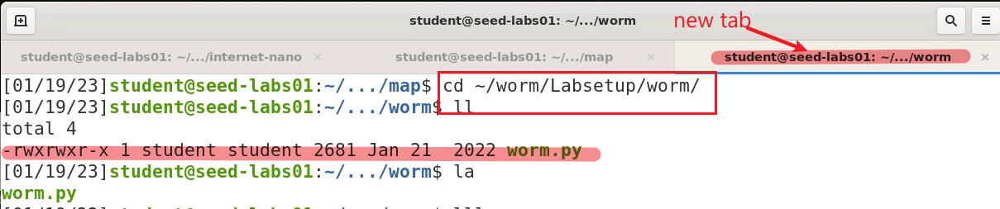 student@seed-labs01: ~/.../worm
new tab
student@seed-labs01: ~/.../internet-nano × student@seed-labs01: ~/.../map × student@seed-labs01: ~/.../worm ×
[01/19/23]student@seed-labs01:~/.../map$ cd ~/worm/Labsetup/worm/
[01/19/23]student@seed-labs01:~/.../worm$ ll
total 4
-rwxrwxr-x 1 student student 2681 Jan 21  2022 worm.py
[01/19/23]student@seed-labs01:~/.../worm$ la
worm.py